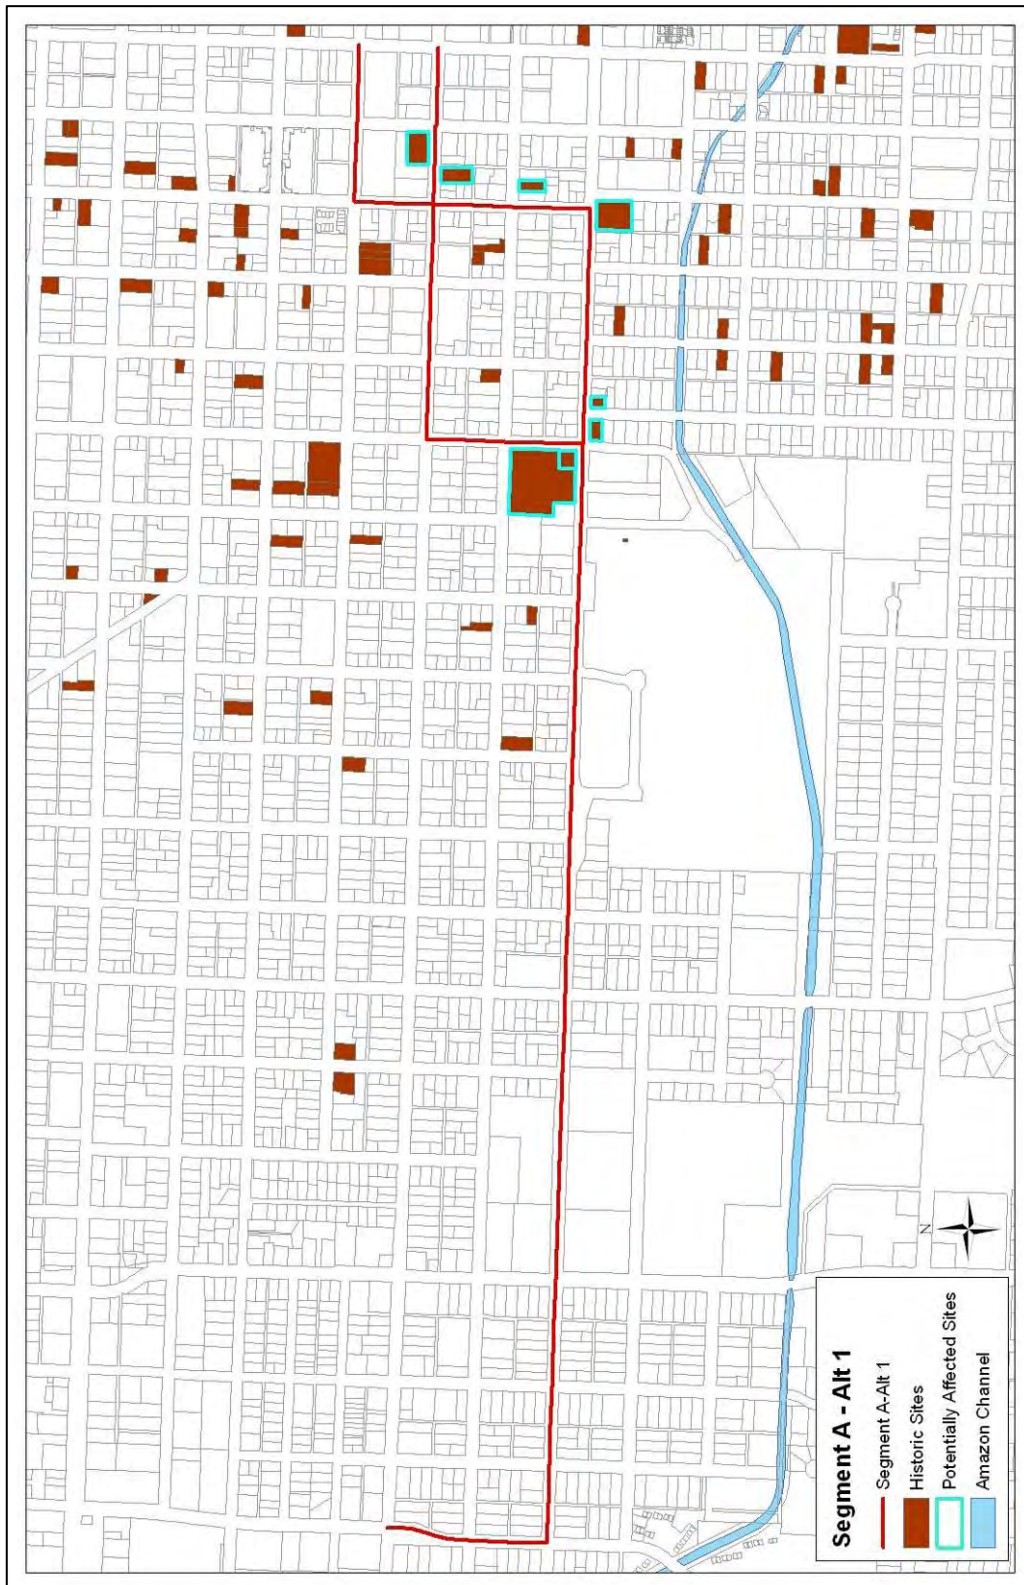 N
Segment A - Alt 1
Segment A-Alt 1
Historic Sites
Potentially Affected Sites
Amazon Channel